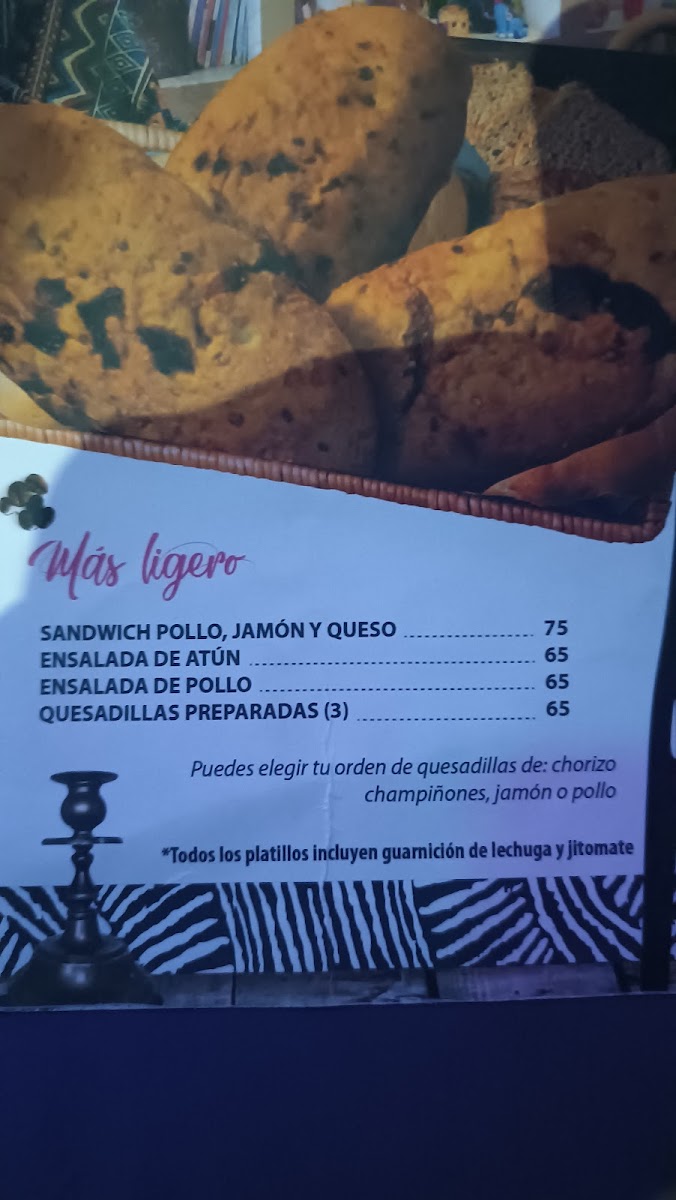 Más ligero
SANDWICH POLLO, JAMÓN Y QUESO ........................ 75
ENSALADA DE ATÚN ........................ 65
ENSALADA DE POLLO ........................ 65
QUESADILLAS PREPARADAS (3) ........................ 65
Puedes elegir tu orden de quesadillas de: chorizo
champiñones, jamón o pollo
*Todos los platillos incluyen guarnición de lechuga y jitomate